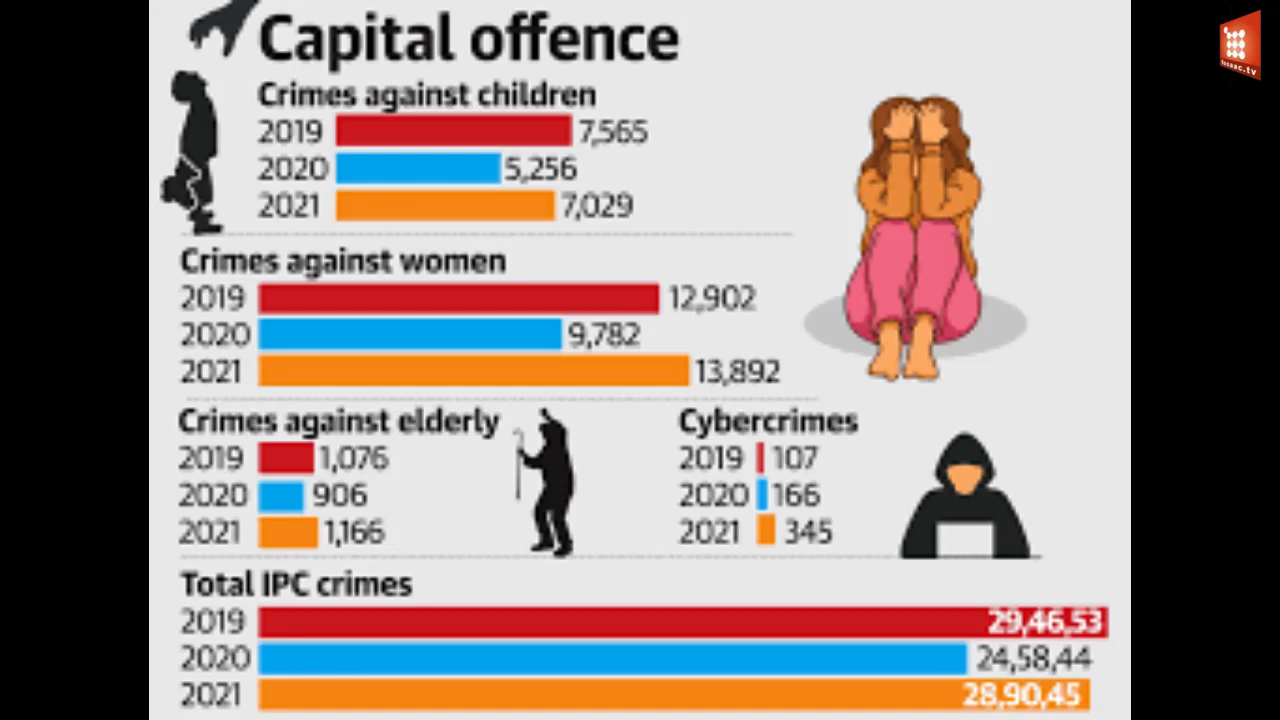 Capital offence
Crimes against children
2019 7,565
2020 5,256
2021 7,029
Crimes against women
2019 12,902
2020 9,782
2021 13,892
Crimes against elderly
2019 1,076
2020 906
2021 1,166
Cybercrimes
2019 107
2020 166
2021 345
Total IPC crimes
2019 29,46,53
2020 24,58,44
2021 28,90,45
isaac.tv